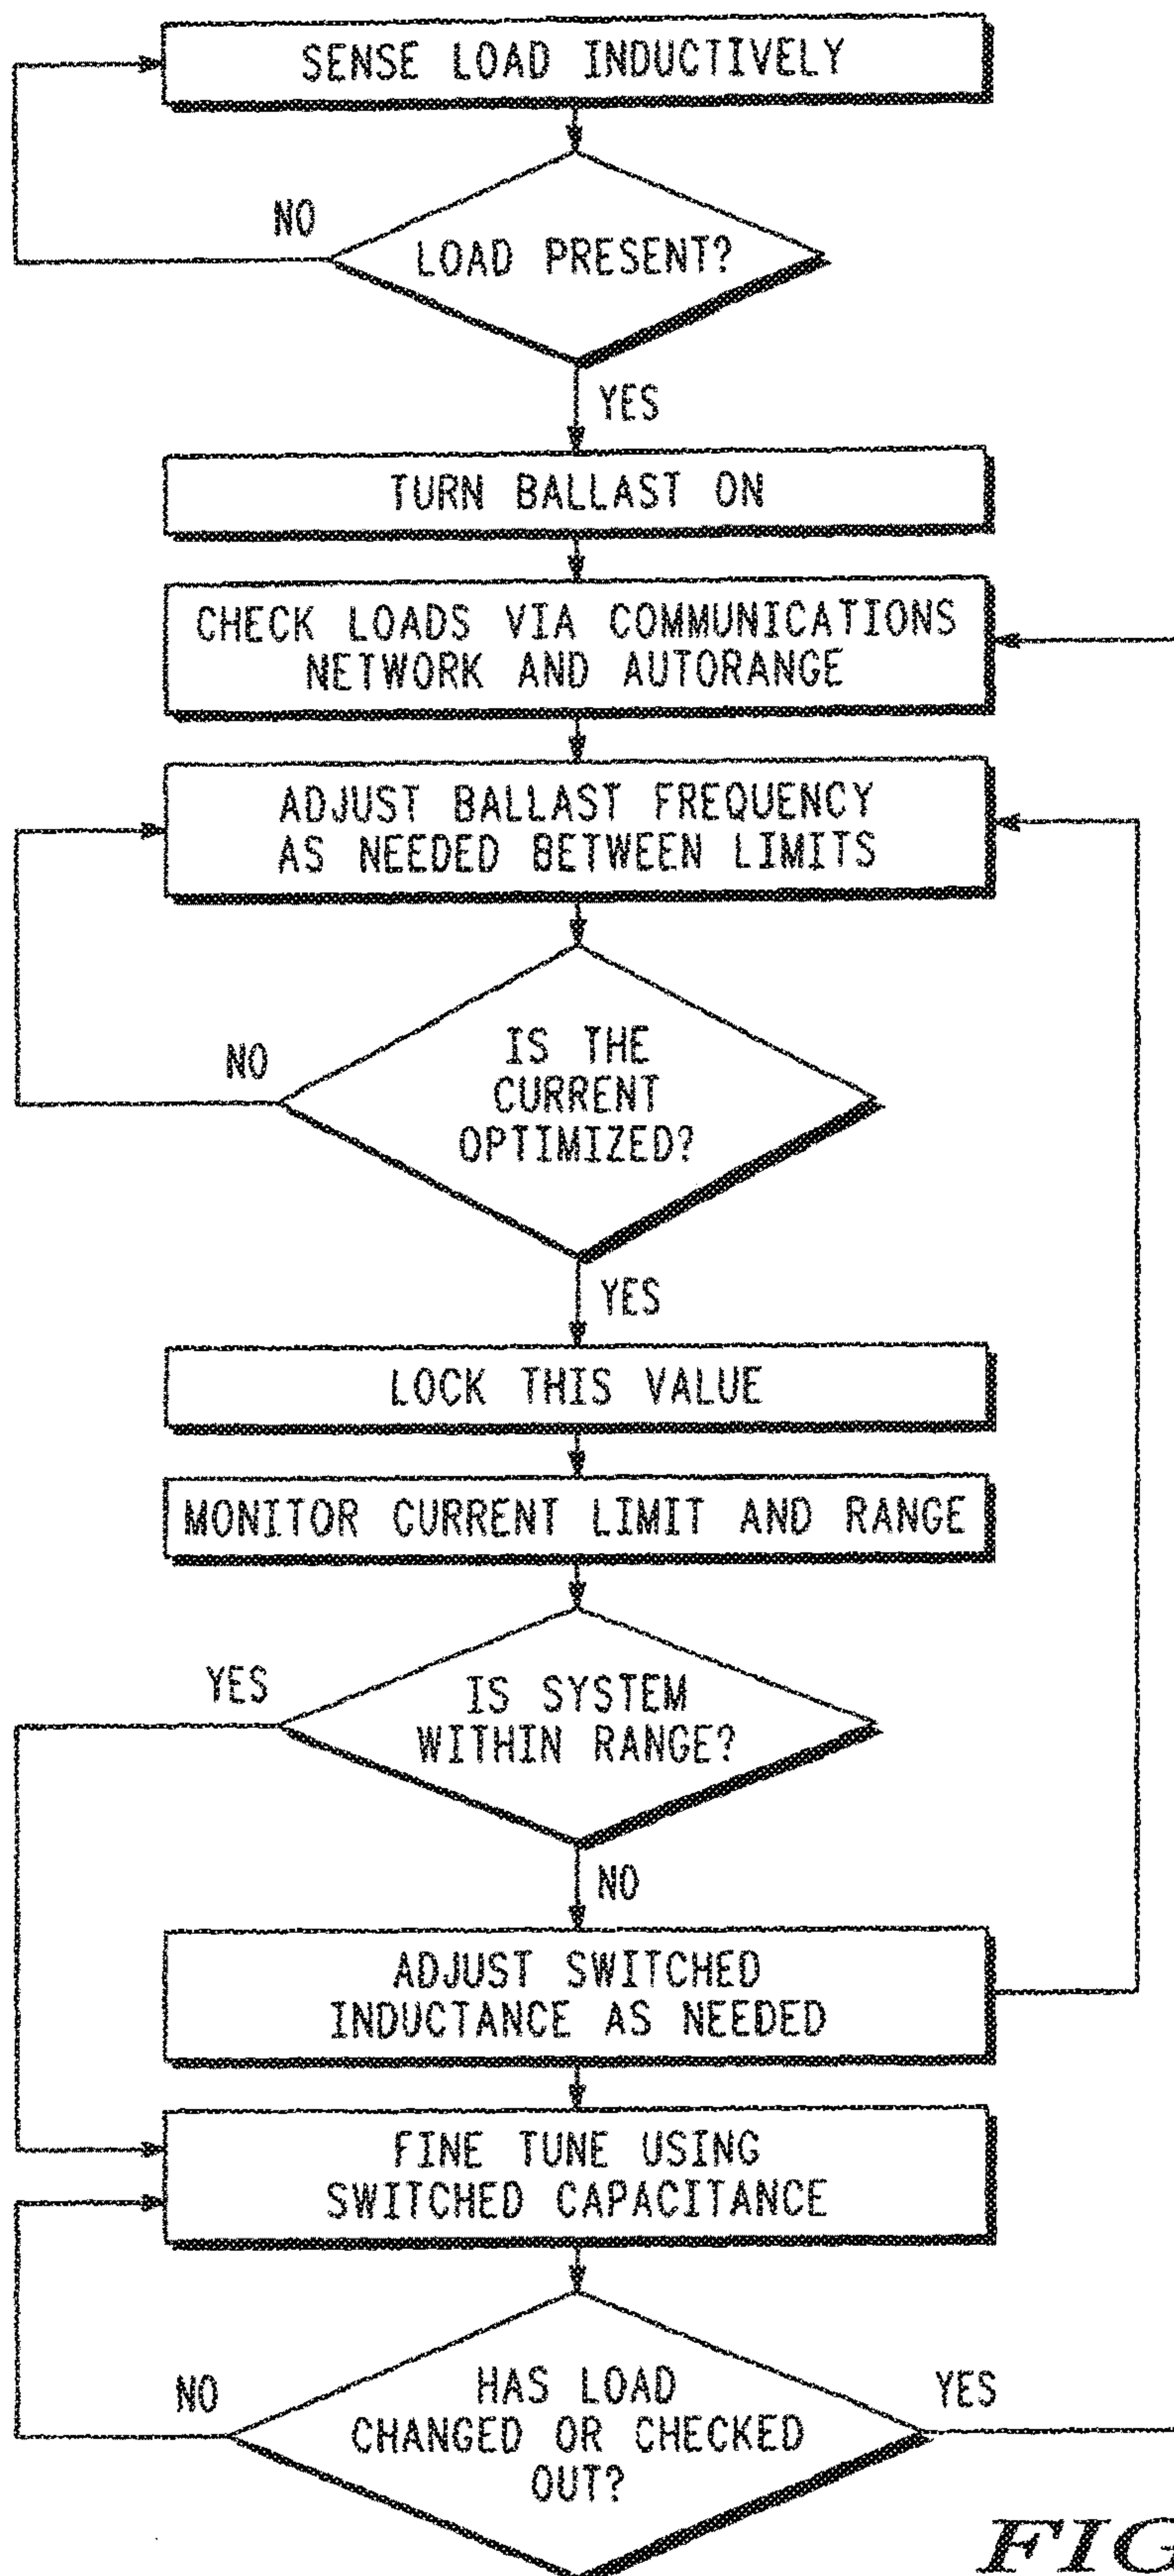 SENSE LOAD INDUCTIVELY
NO
LOAD PRESENT?
YES
TURN BALLAST ON
CHECK LOADS VIA COMMUNICATIONS
NETWORK AND AUTORANGE
ADJUST BALLAST FREQUENCY
AS NEEDED BETWEEN LIMITS
NO
IS THE
CURRENT
OPTIMIZED?
YES
LOCK THIS VALUE
MONITOR CURRENT LIMIT AND RANGE
YES
IS SYSTEM
WITHIN RANGE?
NO
ADJUST SWITCHED
INDUCTANCE AS NEEDED
FINE TUNE USING
SWITCHED CAPACITANCE
NO
HAS LOAD
CHANGED OR CHECKED
OUT?
YES
FIG